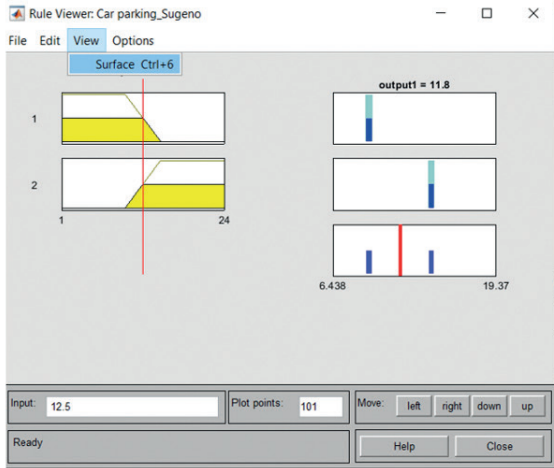 Rule Viewer: Car parking_Sugeno
File Edit View Options
Surface Ctrl+6
output1 = 11.8
1
2
1 24
6.438 19.37
Input: 12.5 Plot points: 101 Move: left right down up
Ready Help Close